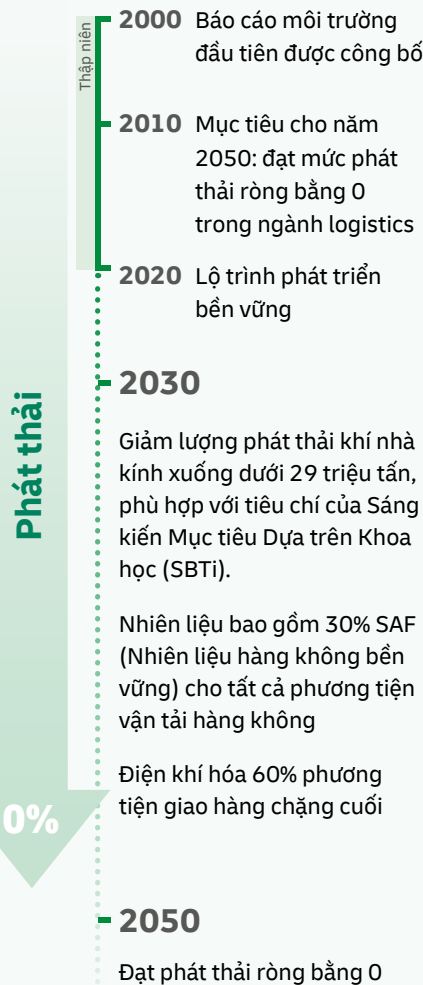 Thập niên
2000 Báo cáo môi trường
đầu tiên được công bố
2010 Mục tiêu cho năm
2050: đạt mức phát
thải ròng bằng 0
trong ngành logistics
2020 Lộ trình phát triển
bền vững
Phát thải
2030
Giảm lượng phát thải khí nhà
kính xuống dưới 29 triệu tấn,
phù hợp với tiêu chí của Sáng
kiến Mục tiêu Dựa trên Khoa
học (SBTi).
Nhiên liệu bao gồm 30% SAF
(Nhiên liệu hàng không bền
vững) cho tất cả phương tiện
vận tải hàng không
Điện khí hóa 60% phương
tiện giao hàng chặng cuối
0%
2050
Đạt phát thải ròng bằng 0